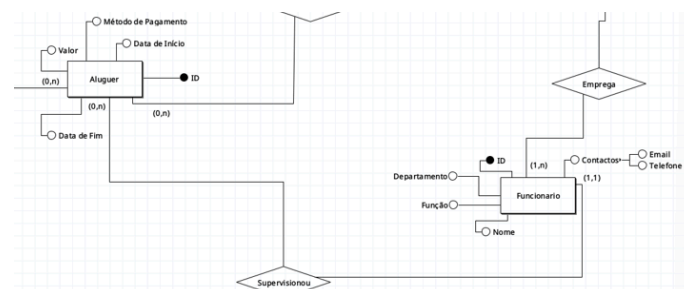 Método de Pagamento
Data de Início
Valor
Aluguer
ID
(0,n)
(0,n)
(0,n)
Data de Fim
Emprega
(1,n)
ID
Contactos
Email
Telefone
Departamento
(1,1)
Funcionario
Função
Nome
Supervisionou